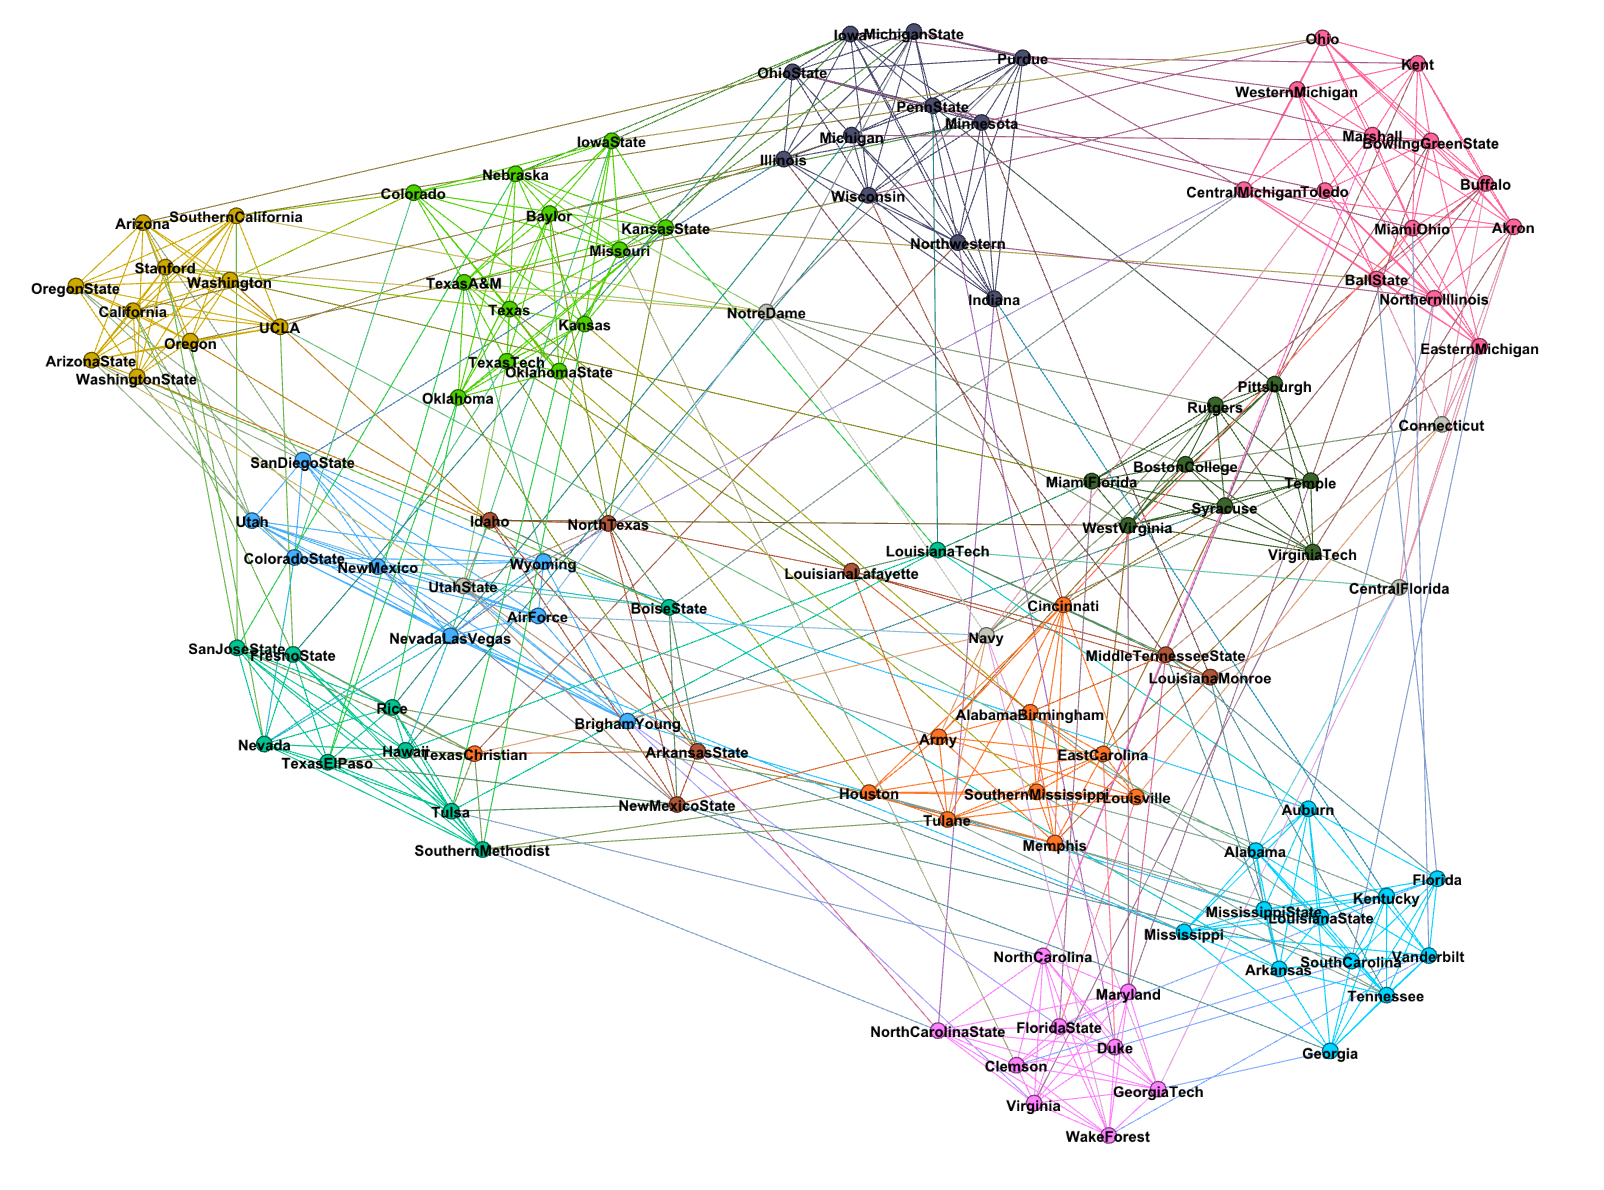 Iowa
MichiganState
Ohio
Purdue
Kent
OhioState
WesternMichigan
PennState
Minnesota
Michigan
Marshall
BowlingGreenState
IowaState
Illinois
Nebraska
Buffalo
Colorado
CentralMichigan
Toledo
Wisconsin
Baylor
SouthernCalifornia
Arizona
KansasState
MiamiOhio
Akron
Missouri
Northwestern
Stanford
Washington
TexasA&M
BallState
OregonState
NorthernIllinois
Indiana
California
Texas
NotreDame
UCLA
Kansas
Oregon
EasternMichigan
ArizonaState
TexasTech
OklahomaState
WashingtonState
Pittsburgh
Oklahoma
Rutgers
Connecticut
SanDiegoState
BostonCollege
MiamiFlorida
Temple
Syracuse
Utah
Idaho
NorthTexas
WestVirginia
LouisianaTech
VirginiaTech
ColoradoState
NewMexico
Wyoming
LouisianaLafayette
UtahState
CentralFlorida
BoiseState
Cincinnati
AirForce
NevadaLasVegas
Navy
SanJoseState
FresnoState
MiddleTennesseeState
LouisianaMonroe
Rice
AlabamaBirmingham
BrighamYoung
Army
Nevada
Hawaii
TexasChristian
ArkansasState
EastCarolina
TexasElPaso
Houston
SouthernMississippi
Louisville
NewMexicoState
Tulsa
Auburn
Tulane
SouthernMethodist
Memphis
Alabama
Florida
Kentucky
MississippiState
LouisianaState
Mississippi
NorthCarolina
SouthCarolina
Vanderbilt
Arkansas
Maryland
Tennessee
NorthCarolinaState
FloridaState
Duke
Georgia
Clemson
GeorgiaTech
Virginia
WakeForest